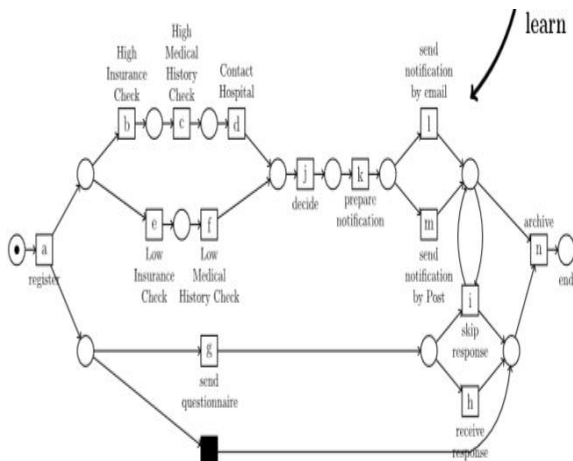 learn
High
Insurance
Check
High
Medical
History
Check
Contact
Hospital
send
notification
by email
b
c
d
l
j
k
decide
prepare
notification
a
register
e
f
m
Low
Insurance
Check
Low
Medical
History Check
send
notification
by Post
archive
n
end
i
skip
response
g
send
questionnaire
h
receive
response